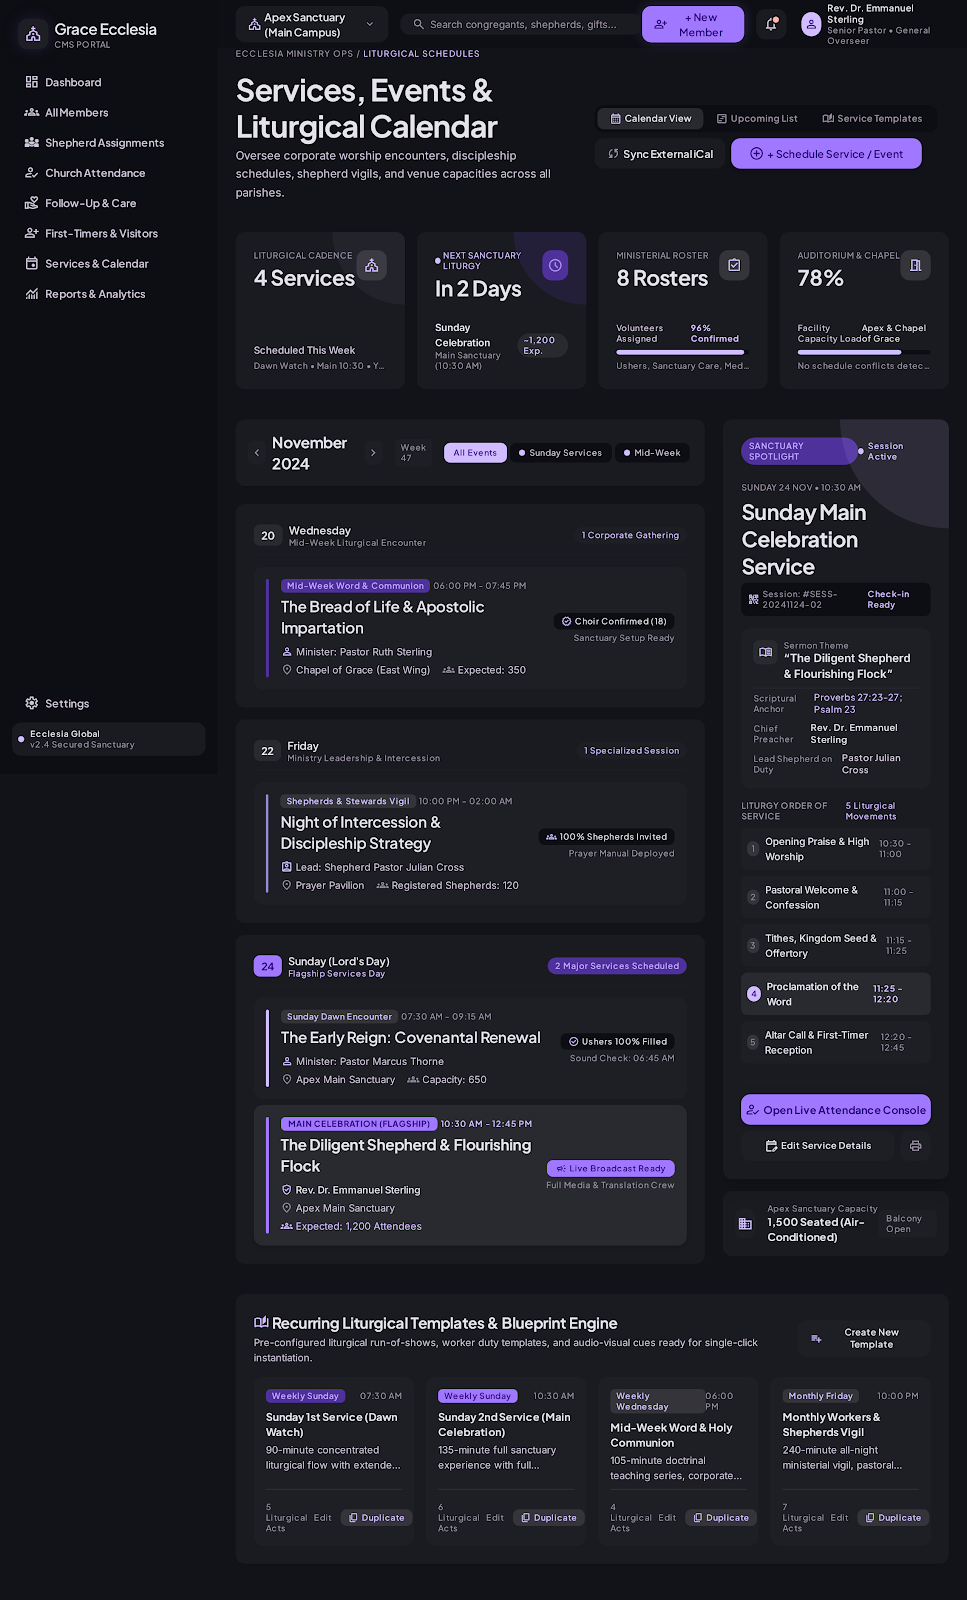 Grace Ecclesia
CMS PORTAL
Dashboard
All Members
Shepherd Assignments
Church Attendance
Follow-Up & Care
First-Timers & Visitors
Services & Calendar
Reports & Analytics
Settings
Ecclesia Global
v2.4 Secured Sanctuary
Apex Sanctuary
(Main Campus)
Search congregants, shepherds, gifts...
+ New
Member
Rev. Dr. Emmanuel
Sterling
Senior Pastor • General
Overseer
ECCLESIA MINISTRY OPS / LITURGICAL SCHEDULES
Services, Events &
Liturgical Calendar
Oversee corporate worship encounters, discipleship
schedules, shepherd vigils, and venue capacities across all
parishes.
Calendar View
Upcoming List
Service Templates
Sync External iCal
+ Schedule Service / Event
LITURGICAL CADENCE
4 Services
Scheduled This Week
Dawn Watch • Main 10:30 • Y...
NEXT SANCTUARY
LITURGY
In 2 Days
Sunday
Celebration
Main Sanctuary
(10:30 AM)
~1,200
Exp.
MINISTERIAL ROSTER
8 Rosters
Volunteers
Assigned
96%
Confirmed
Ushers, Sanctuary Care, Med...
AUDITORIUM & CHAPEL
78%
Facility
Capacity Load
Apex & Chapel
of Grace
No schedule conflicts detec...
November
2024
Week
47
All Events
Sunday Services
Mid-Week
20
Wednesday
Mid-Week Liturgical Encounter
1 Corporate Gathering
Mid-Week Word & Communion
06:00 PM - 07:45 PM
The Bread of Life & Apostolic
Impartation
Minister: Pastor Ruth Sterling
Chapel of Grace (East Wing)
Expected: 350
Choir Confirmed (18)
Sanctuary Setup Ready
22
Friday
Ministry Leadership & Intercession
1 Specialized Session
Shepherds & Stewards Vigil
10:00 PM - 02:00 AM
Night of Intercession &
Discipleship Strategy
Lead: Shepherd Pastor Julian Cross
Prayer Pavilion
Registered Shepherds: 120
100% Shepherds Invited
Prayer Manual Deployed
24
Sunday (Lord's Day)
Flagship Services Day
2 Major Services Scheduled
Sunday Dawn Encounter
07:30 AM - 09:15 AM
The Early Reign: Covenantal Renewal
Minister: Pastor Marcus Thorne
Apex Main Sanctuary
Capacity: 650
Ushers 100% Filled
Sound Check: 06:45 AM
MAIN CELEBRATION (FLAGSHIP)
10:30 AM - 12:45 PM
The Diligent Shepherd & Flourishing
Flock
Rev. Dr. Emmanuel Sterling
Apex Main Sanctuary
Expected: 1,200 Attendees
Live Broadcast Ready
Full Media & Translation Crew
SANCTUARY
SPOTLIGHT
Session
Active
SUNDAY 24 NOV • 10:30 AM
Sunday Main
Celebration
Service
Session: #SESS-
20241124-02
Check-in
Ready
Sermon Theme
"The Diligent Shepherd
& Flourishing Flock"
Scriptural
Anchor
Proverbs 27:23-27;
Psalm 23
Chief
Preacher
Rev. Dr. Emmanuel
Sterling
Lead Shepherd on
Duty
Pastor Julian
Cross
LITURGY ORDER OF
SERVICE
5 Liturgical
Movements
1
Opening Praise & High
Worship
10:30 -
11:00
2
Pastoral Welcome &
Confession
11:00 -
11:15
3
Tithes, Kingdom Seed &
Offertory
11:15 -
11:25
4
Proclamation of the
Word
11:25 -
12:20
5
Altar Call & First-Timer
Reception
12:20 -
12:45
Open Live Attendance Console
Edit Service Details
Apex Sanctuary Capacity
1,500 Seated (Air-
Conditioned)
Balcony
Open
Recurring Liturgical Templates & Blueprint Engine
Pre-configured liturgical run-of-shows, worker duty templates, and audio-visual cues ready for single-click
instantiation.
Create New
Template
Weekly Sunday
07:30 AM
Sunday 1st Service (Dawn
Watch)
90-minute concentrated
liturgical flow with extende...
5
Liturgical
Acts
Edit
Duplicate
Weekly Sunday
10:30 AM
Sunday 2nd Service (Main
Celebration)
135-minute full sanctuary
experience with full...
6
Liturgical
Acts
Edit
Duplicate
Weekly
Wednesday
06:00
PM
Mid-Week Word & Holy
Communion
105-minute doctrinal
teaching series, corporate...
4
Liturgical
Acts
Edit
Duplicate
Monthly Friday
10:00 PM
Monthly Workers &
Shepherds Vigil
240-minute all-night
ministerial vigil, pastoral...
7
Liturgical
Acts
Edit
Duplicate